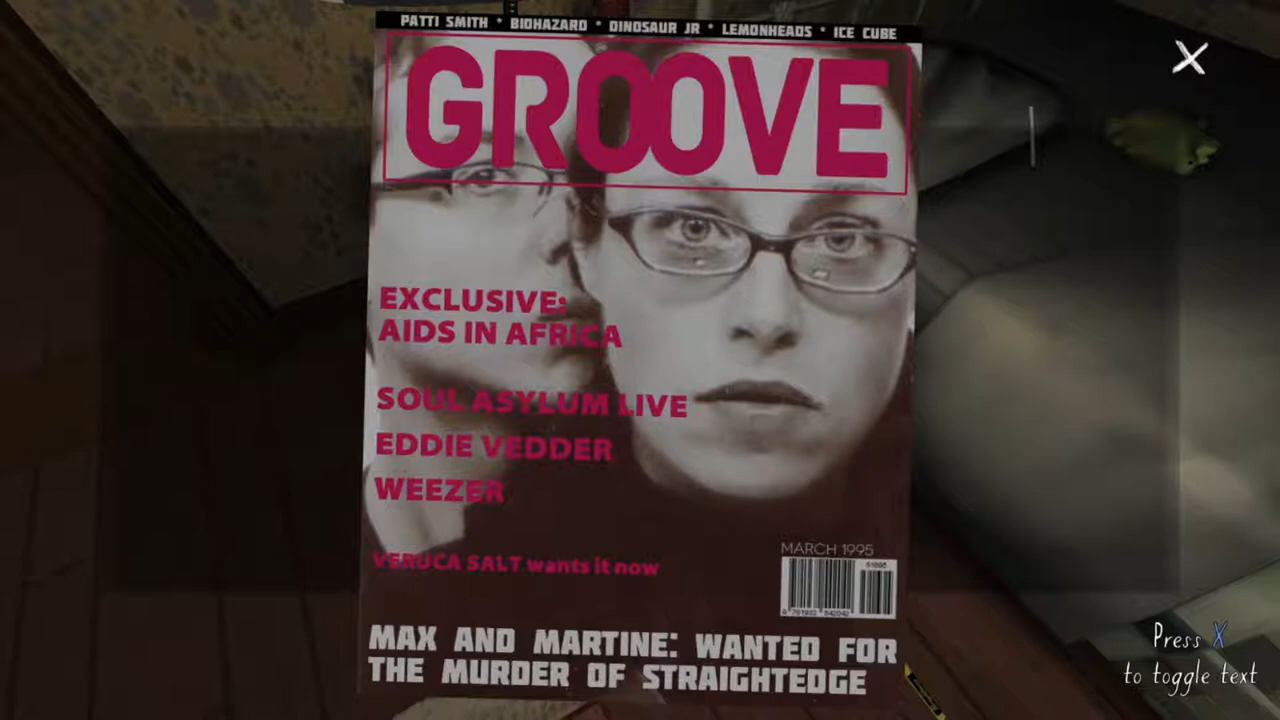 PATTI SMITH * BIOHAZARD * DINOSAUR JR * LEMONHEADS * ICE CUBE
GROOVE
EXCLUSIVE:
AIDS IN AFRICA
SOUL ASYLUM LIVE
EDDIE VEDDER
WEEZER
VERUCA SALT wants it now
MARCH 1995
MAX AND MARTINE: WANTED FOR
THE MURDER OF STRAIGHTEDGE
Press X
to toggle text